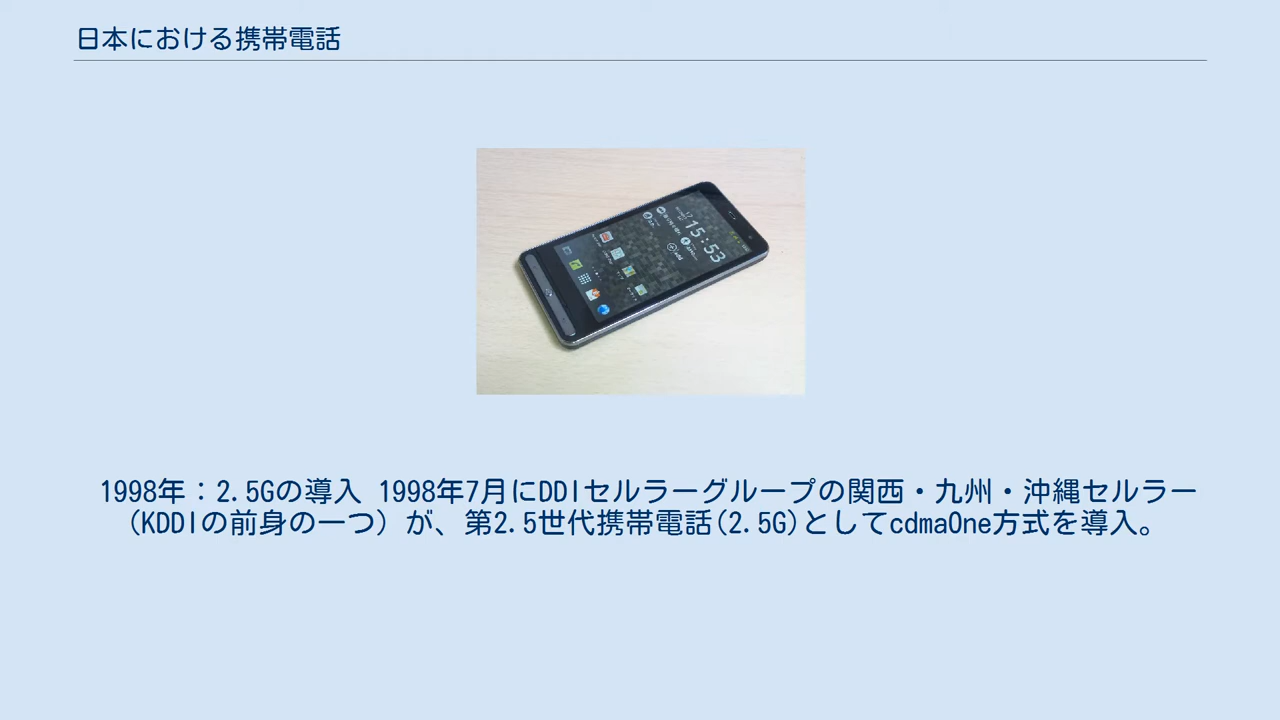 日本における携帯電話
15:53
1998年：2.5Gの導入 1998年7月にDDIセルラーグループの関西・九州・沖縄セルラー
（KDDIの前身の一つ）が、第2.5世代携帯電話(2.5G)としてcdmaOne方式を導入。